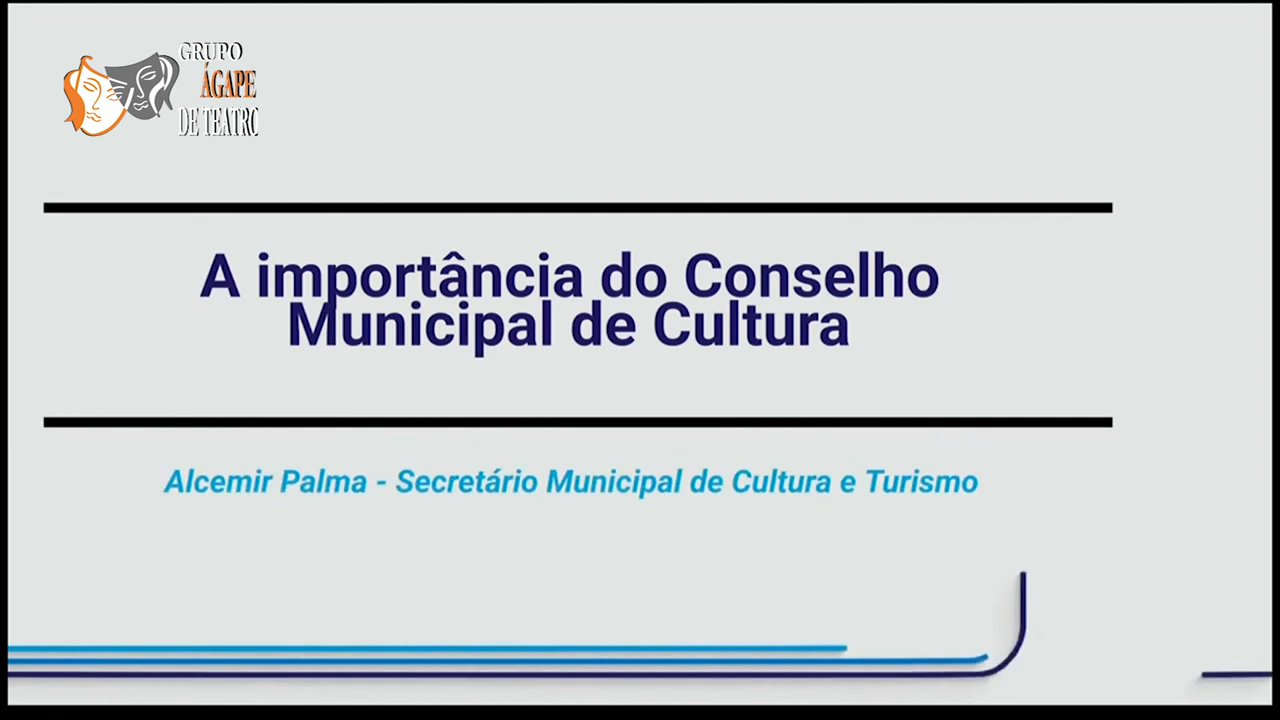 GRUPO
ÁGAPE
DE TEATRO
A importância do Conselho
Municipal de Cultura
Alcemir Palma - Secretário Municipal de Cultura e Turismo